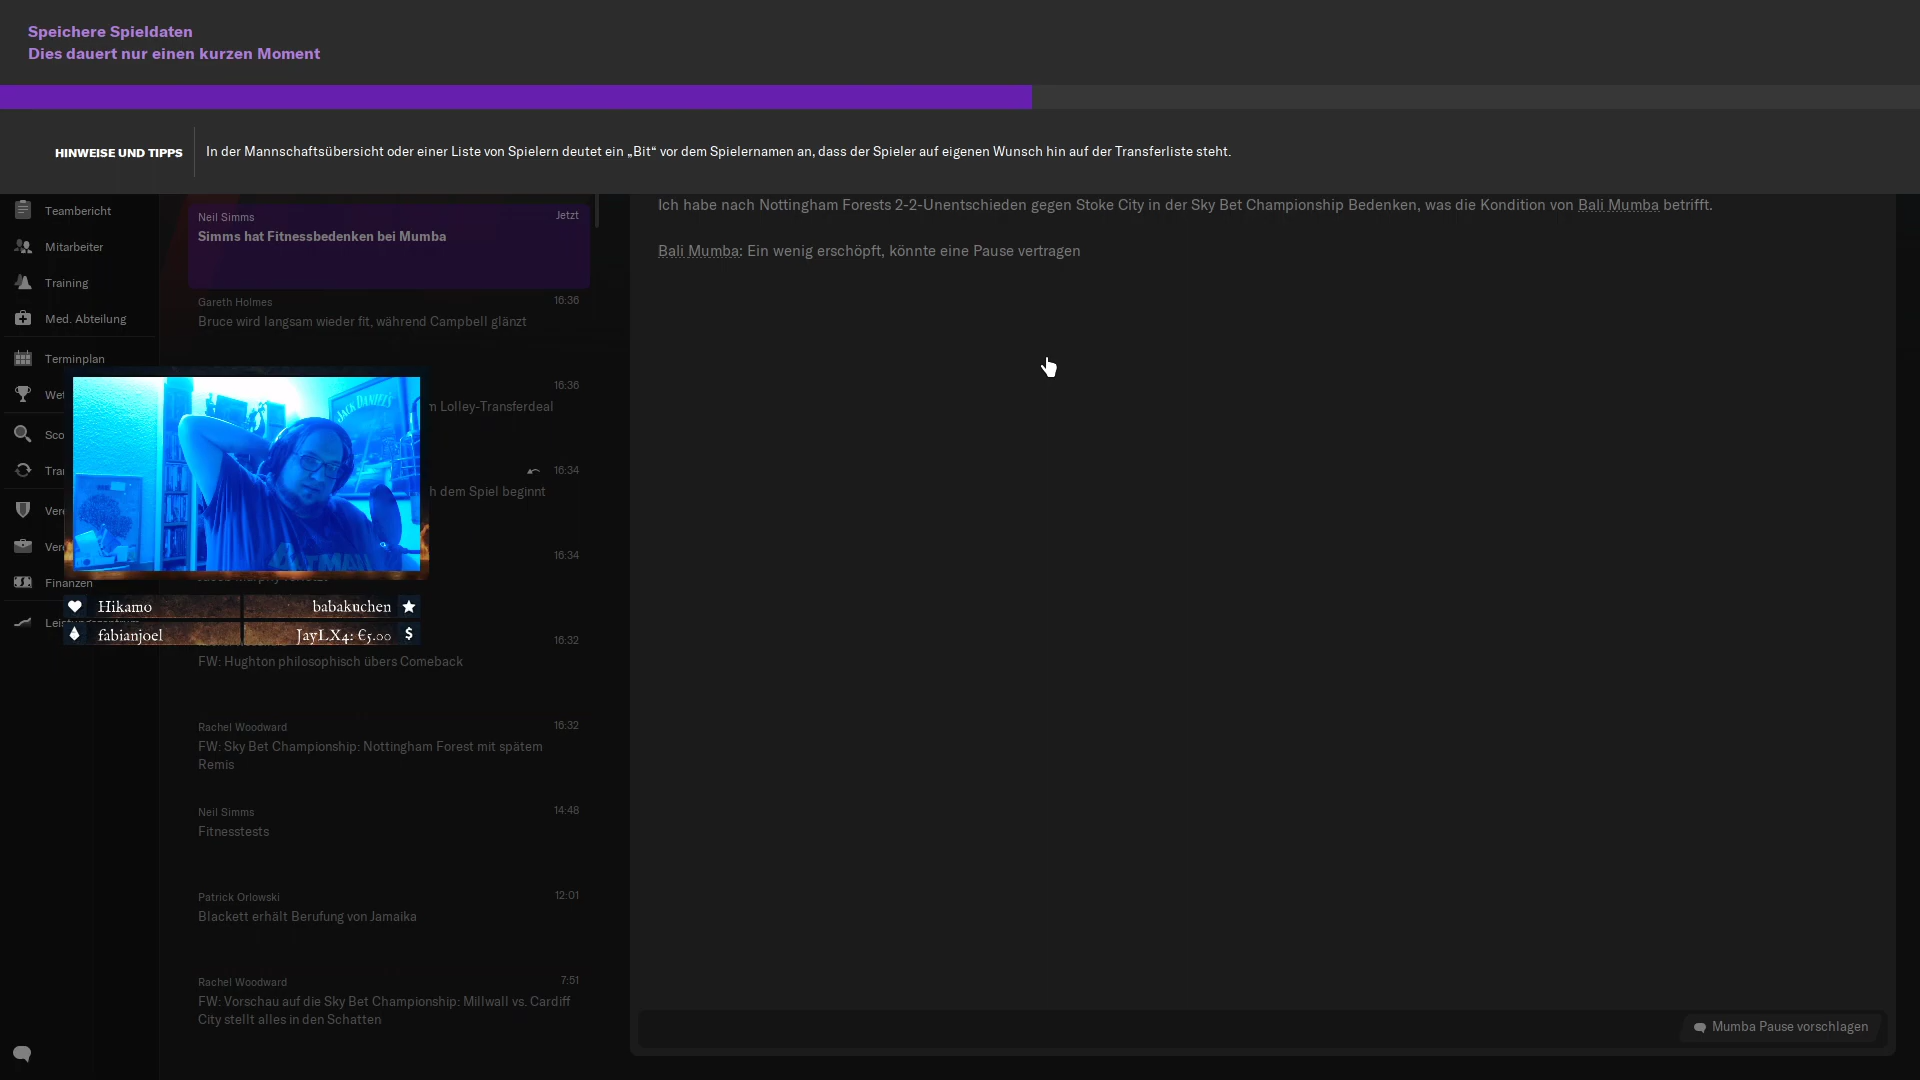 Speichere Spieldaten
Dies dauert nur einen kurzen Moment
HINWEISE UND TIPPS
In der Mannschaftsübersicht oder einer Liste von Spielern deutet ein „Bit“ vor dem Spielernamen an, dass der Spieler auf eigenen Wunsch hin auf der Transferliste steht.
Teambericht
Mitarbeiter
Training
Med. Abteilung
Terminplan
Finanzen
Neil Simms
Jetzt
Simms hat Fitnessbedenken bei Mumba
Gareth Holmes
16:36
Bruce wird langsam wieder fit, während Campbell glänzt
16:36
Lolley-Transferdeal
16:34
dem Spiel beginnt
16:34
JACK DANIEL'S
Hikamo
babakuchen
fabianjoel
JayLX4: €5.00
16:32
FW: Hughton philosophisch übers Comeback
Rachel Woodward
16:32
FW: Sky Bet Championship: Nottingham Forest mit spätem
Remis
Neil Simms
14:48
Fitnesstests
Patrick Orlowski
12:01
Blackett erhält Berufung von Jamaika
Rachel Woodward
7:51
FW: Vorschau auf die Sky Bet Championship: Millwall vs. Cardiff
City stellt alles in den Schatten
Ich habe nach Nottingham Forests 2-2-Unentschieden gegen Stoke City in der Sky Bet Championship Bedenken, was die Kondition von Bali Mumba betrifft.
Bali Mumba: Ein wenig erschöpft, könnte eine Pause vertragen
Mumba Pause vorschlagen